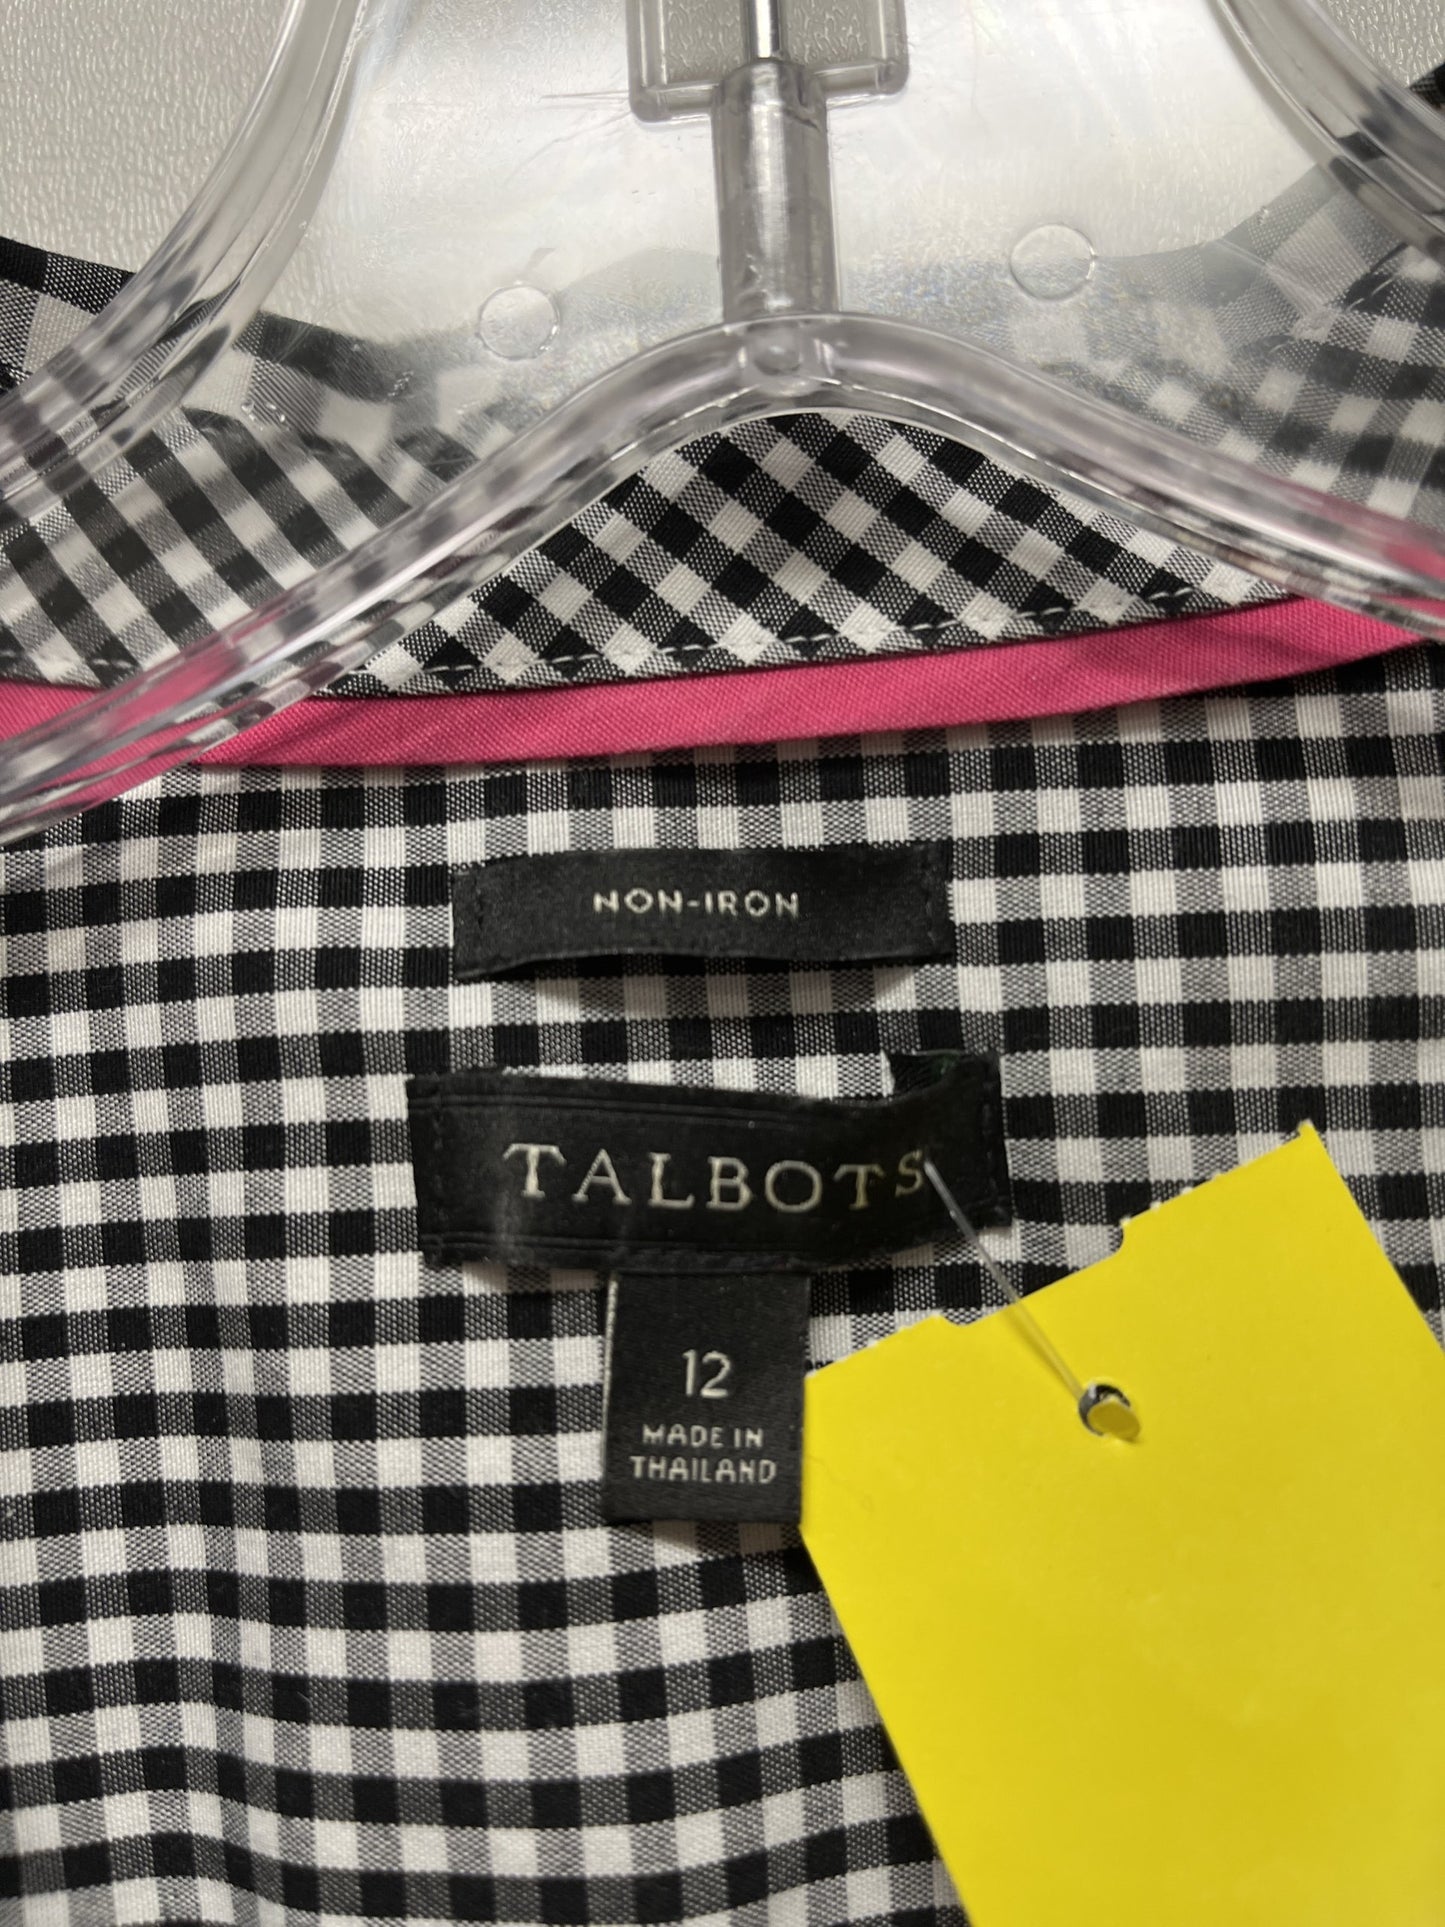 NON-IRON
TALBOTS
12
MADE IN
THAILAND